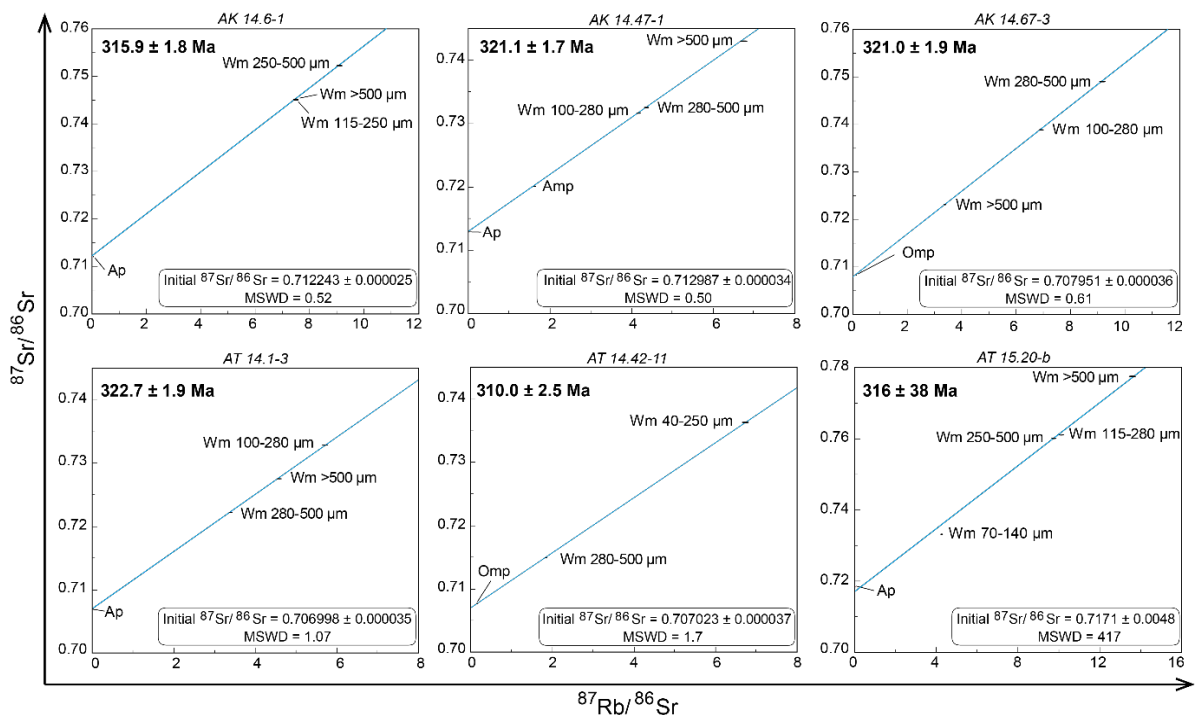 AK 14.6-1
0.76
0.75
0.74
0.73
0.72
0.71
0.70
315.9 ± 1.8 Ma
Wm 250-500 µm
Wm >500 µm
Wm 115-250 µm
Ap
Initial ⁸⁷Sr/⁸⁶Sr = 0.712243 ± 0.000025
MSWD = 0.52
0 2 4 6 8 10 12
AK 14.47-1
0.74
0.73
0.72
0.71
0.70
321.1 ± 1.7 Ma
Wm >500 µm
Wm 100-280 µm
Wm 280-500 µm
Amp
Ap
Initial ⁸⁷Sr/⁸⁶Sr = 0.712987 ± 0.000034
MSWD = 0.50
0 2 4 6 8
AK 14.67-3
0.76
0.75
0.74
0.73
0.72
0.71
0.70
321.0 ± 1.9 Ma
Wm 280-500 µm
Wm 100-280 µm
Wm >500 µm
Omp
Initial ⁸⁷Sr/⁸⁶Sr = 0.707951 ± 0.000036
MSWD = 0.61
0 2 4 6 8 10 12
AT 14.1-3
0.74
0.73
0.72
0.71
0.70
322.7 ± 1.9 Ma
Wm 100-280 µm
Wm >500 µm
Wm 280-500 µm
Ap
Initial ⁸⁷Sr/⁸⁶Sr = 0.706998 ± 0.000035
MSWD = 1.07
0 2 4 6 8
AT 14.42-11
0.74
0.73
0.72
0.71
0.70
310.0 ± 2.5 Ma
Wm 40-250 µm
Wm 280-500 µm
Omp
Initial ⁸⁷Sr/⁸⁶Sr = 0.707023 ± 0.000037
MSWD = 1.7
0 2 4 6 8
AT 15.20-b
0.78
0.76
0.74
0.72
0.70
316 ± 38 Ma
Wm >500 µm
Wm 250-500 µm
Wm 115-280 µm
Wm 70-140 µm
Ap
Initial ⁸⁷Sr/⁸⁶Sr = 0.7171 ± 0.0048
MSWD = 417
0 4 8 12 16
⁸⁷Sr/⁸⁶Sr
⁸⁷Rb/⁸⁶Sr